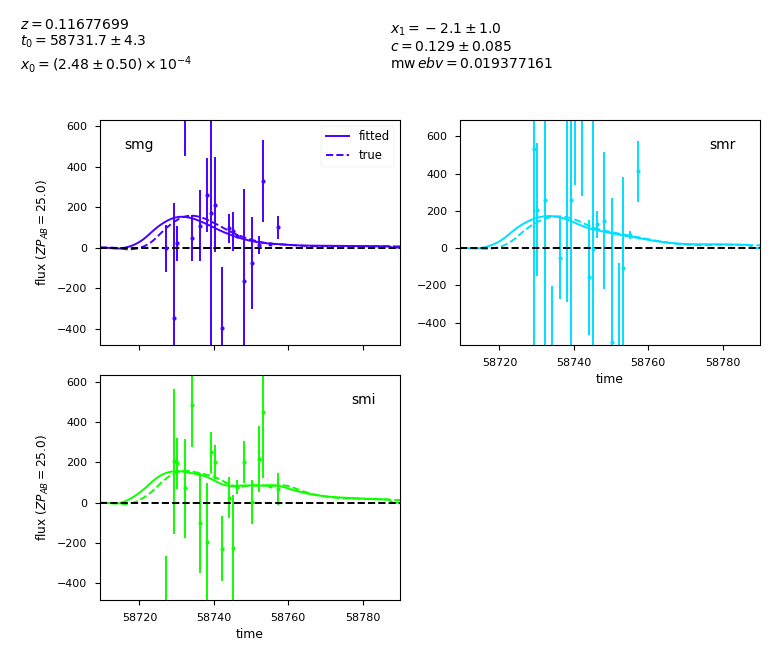 z = 0.11677699
t₀ = 58731.7 ± 4.3
x₀ = (2.48 ± 0.50) × 10⁻⁴
x₁ = −2.1 ± 1.0
c = 0.129 ± 0.085
mw ebv = 0.019377161
smg
fitted
true
600
400
200
0
−200
−400
flux (ZP_AB = 25.0)
smr
600
400
200
0
−200
−400
58720 58740 58760 58780
time
smi
600
400
200
0
−200
−400
flux (ZP_AB = 25.0)
58720 58740 58760 58780
time